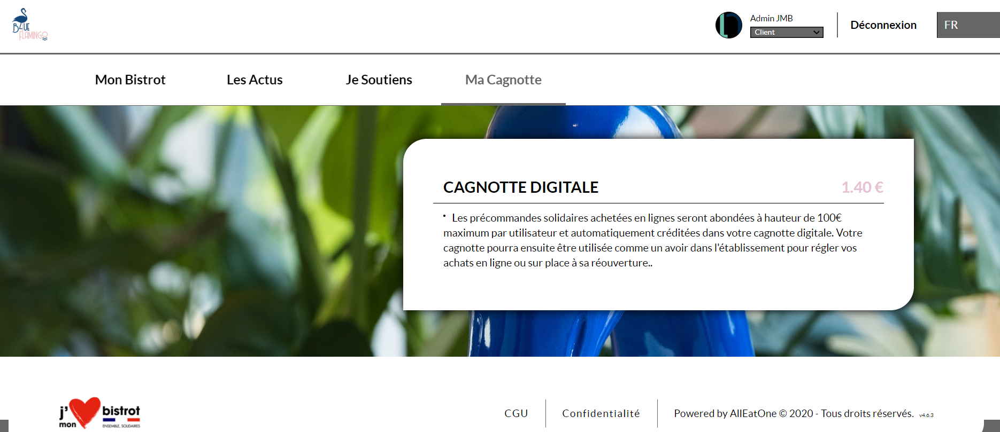 BLUE
FLAMINGO
Admin JMB
Client
Déconnexion
FR
Mon Bistrot
Les Actus
Je Soutiens
Ma Cagnotte
CAGNOTTE DIGITALE
1.40 €
• Les précommandes solidaires achetées en lignes seront abondées à hauteur de 100€
maximum par utilisateur et automatiquement créditées dans votre cagnotte digitale. Votre
cagnotte pourra ensuite être utilisée comme un avoir dans l'établissement pour régler vos
achats en ligne ou sur place à sa réouverture..
j'
mon
bistrot
ENSEMBLE, SOLIDAIRES
CGU
Confidentialité
Powered by AllEatOne © 2020 - Tous droits réservés. v4.6.3